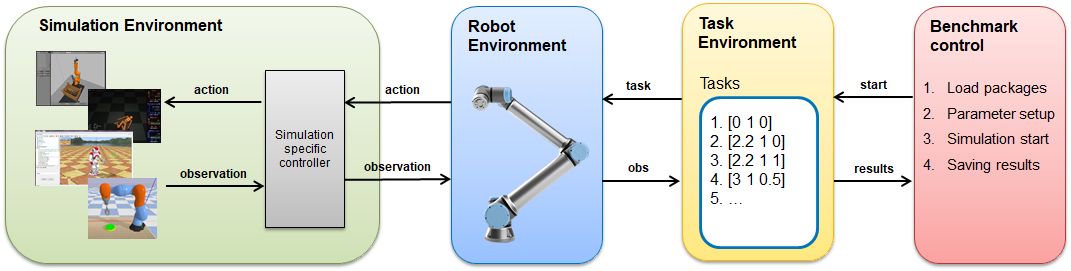 Simulation Environment
action
observation
Simulation
specific
controller
action
observation
Robot
Environment
task
obs
Task
Environment
Tasks
1. [0 1 0]
2. [2.2 1 0]
3. [2.2 1 1]
4. [3 1 0.5]
5. ...
start
results
Benchmark
control
1. Load packages
2. Parameter setup
3. Simulation start
4. Saving results